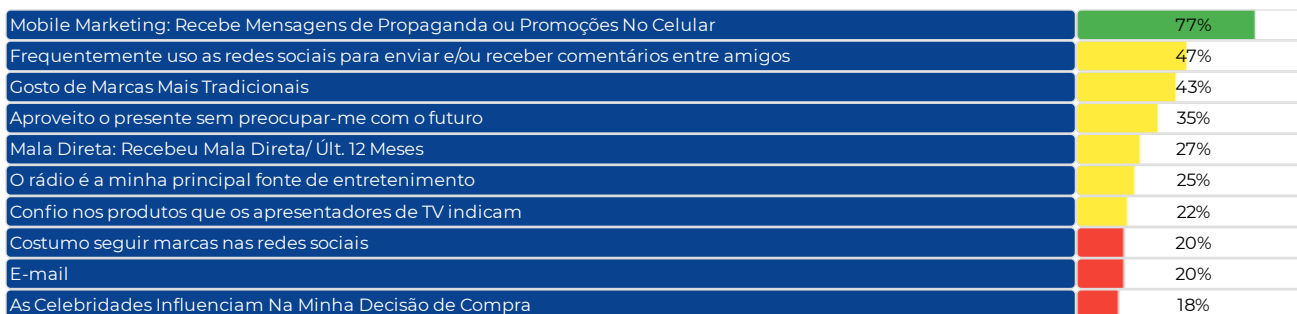 Mobile Marketing: Recebe Mensagens de Propaganda ou Promoções No Celular 77%
Frequentemente uso as redes sociais para enviar e/ou receber comentários entre amigos 47%
Gosto de Marcas Mais Tradicionais 43%
Aproveito o presente sem preocupar-me com o futuro 35%
Mala Direta: Recebeu Mala Direta/ Últ. 12 Meses 27%
O rádio é a minha principal fonte de entretenimento 25%
Confio nos produtos que os apresentadores de TV indicam 22%
Costumo seguir marcas nas redes sociais 20%
E-mail 20%
As Celebridades Influenciam Na Minha Decisão de Compra 18%